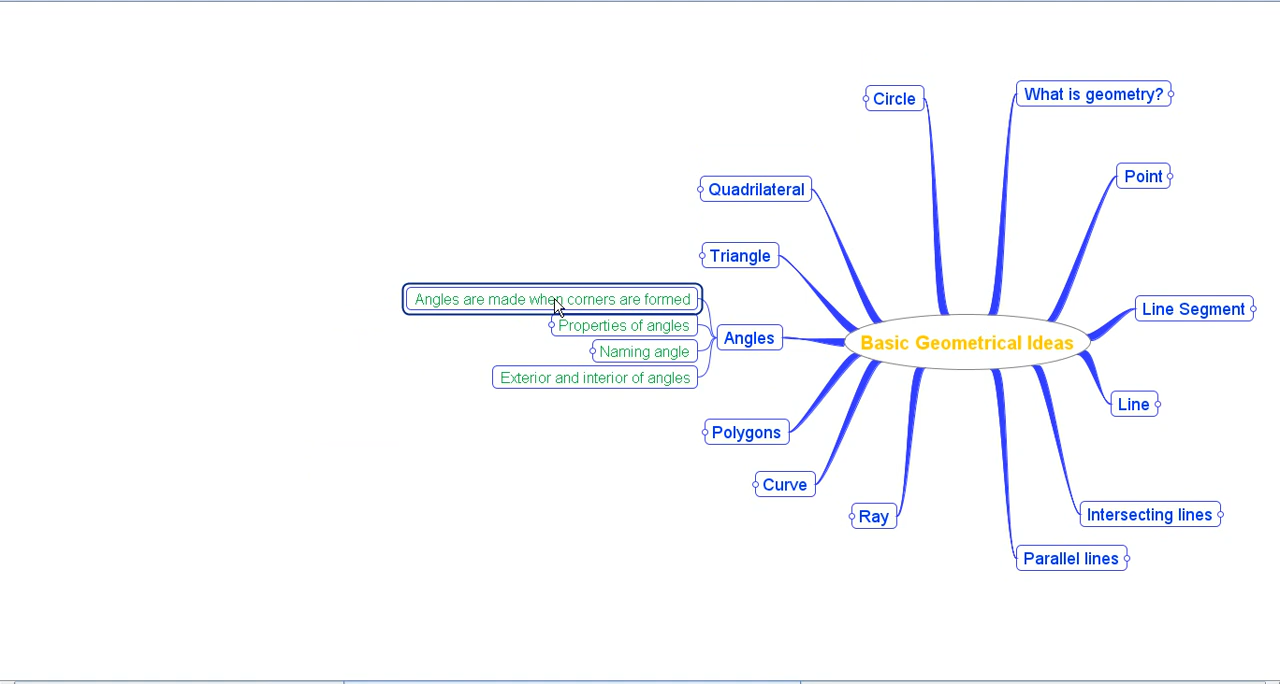 Circle
What is geometry?
Quadrilateral
Point
Triangle
Angles are made when corners are formed
Properties of angles
Naming angle
Exterior and interior of angles
Angles
Basic Geometrical Ideas
Line Segment
Line
Polygons
Curve
Ray
Intersecting lines
Parallel lines